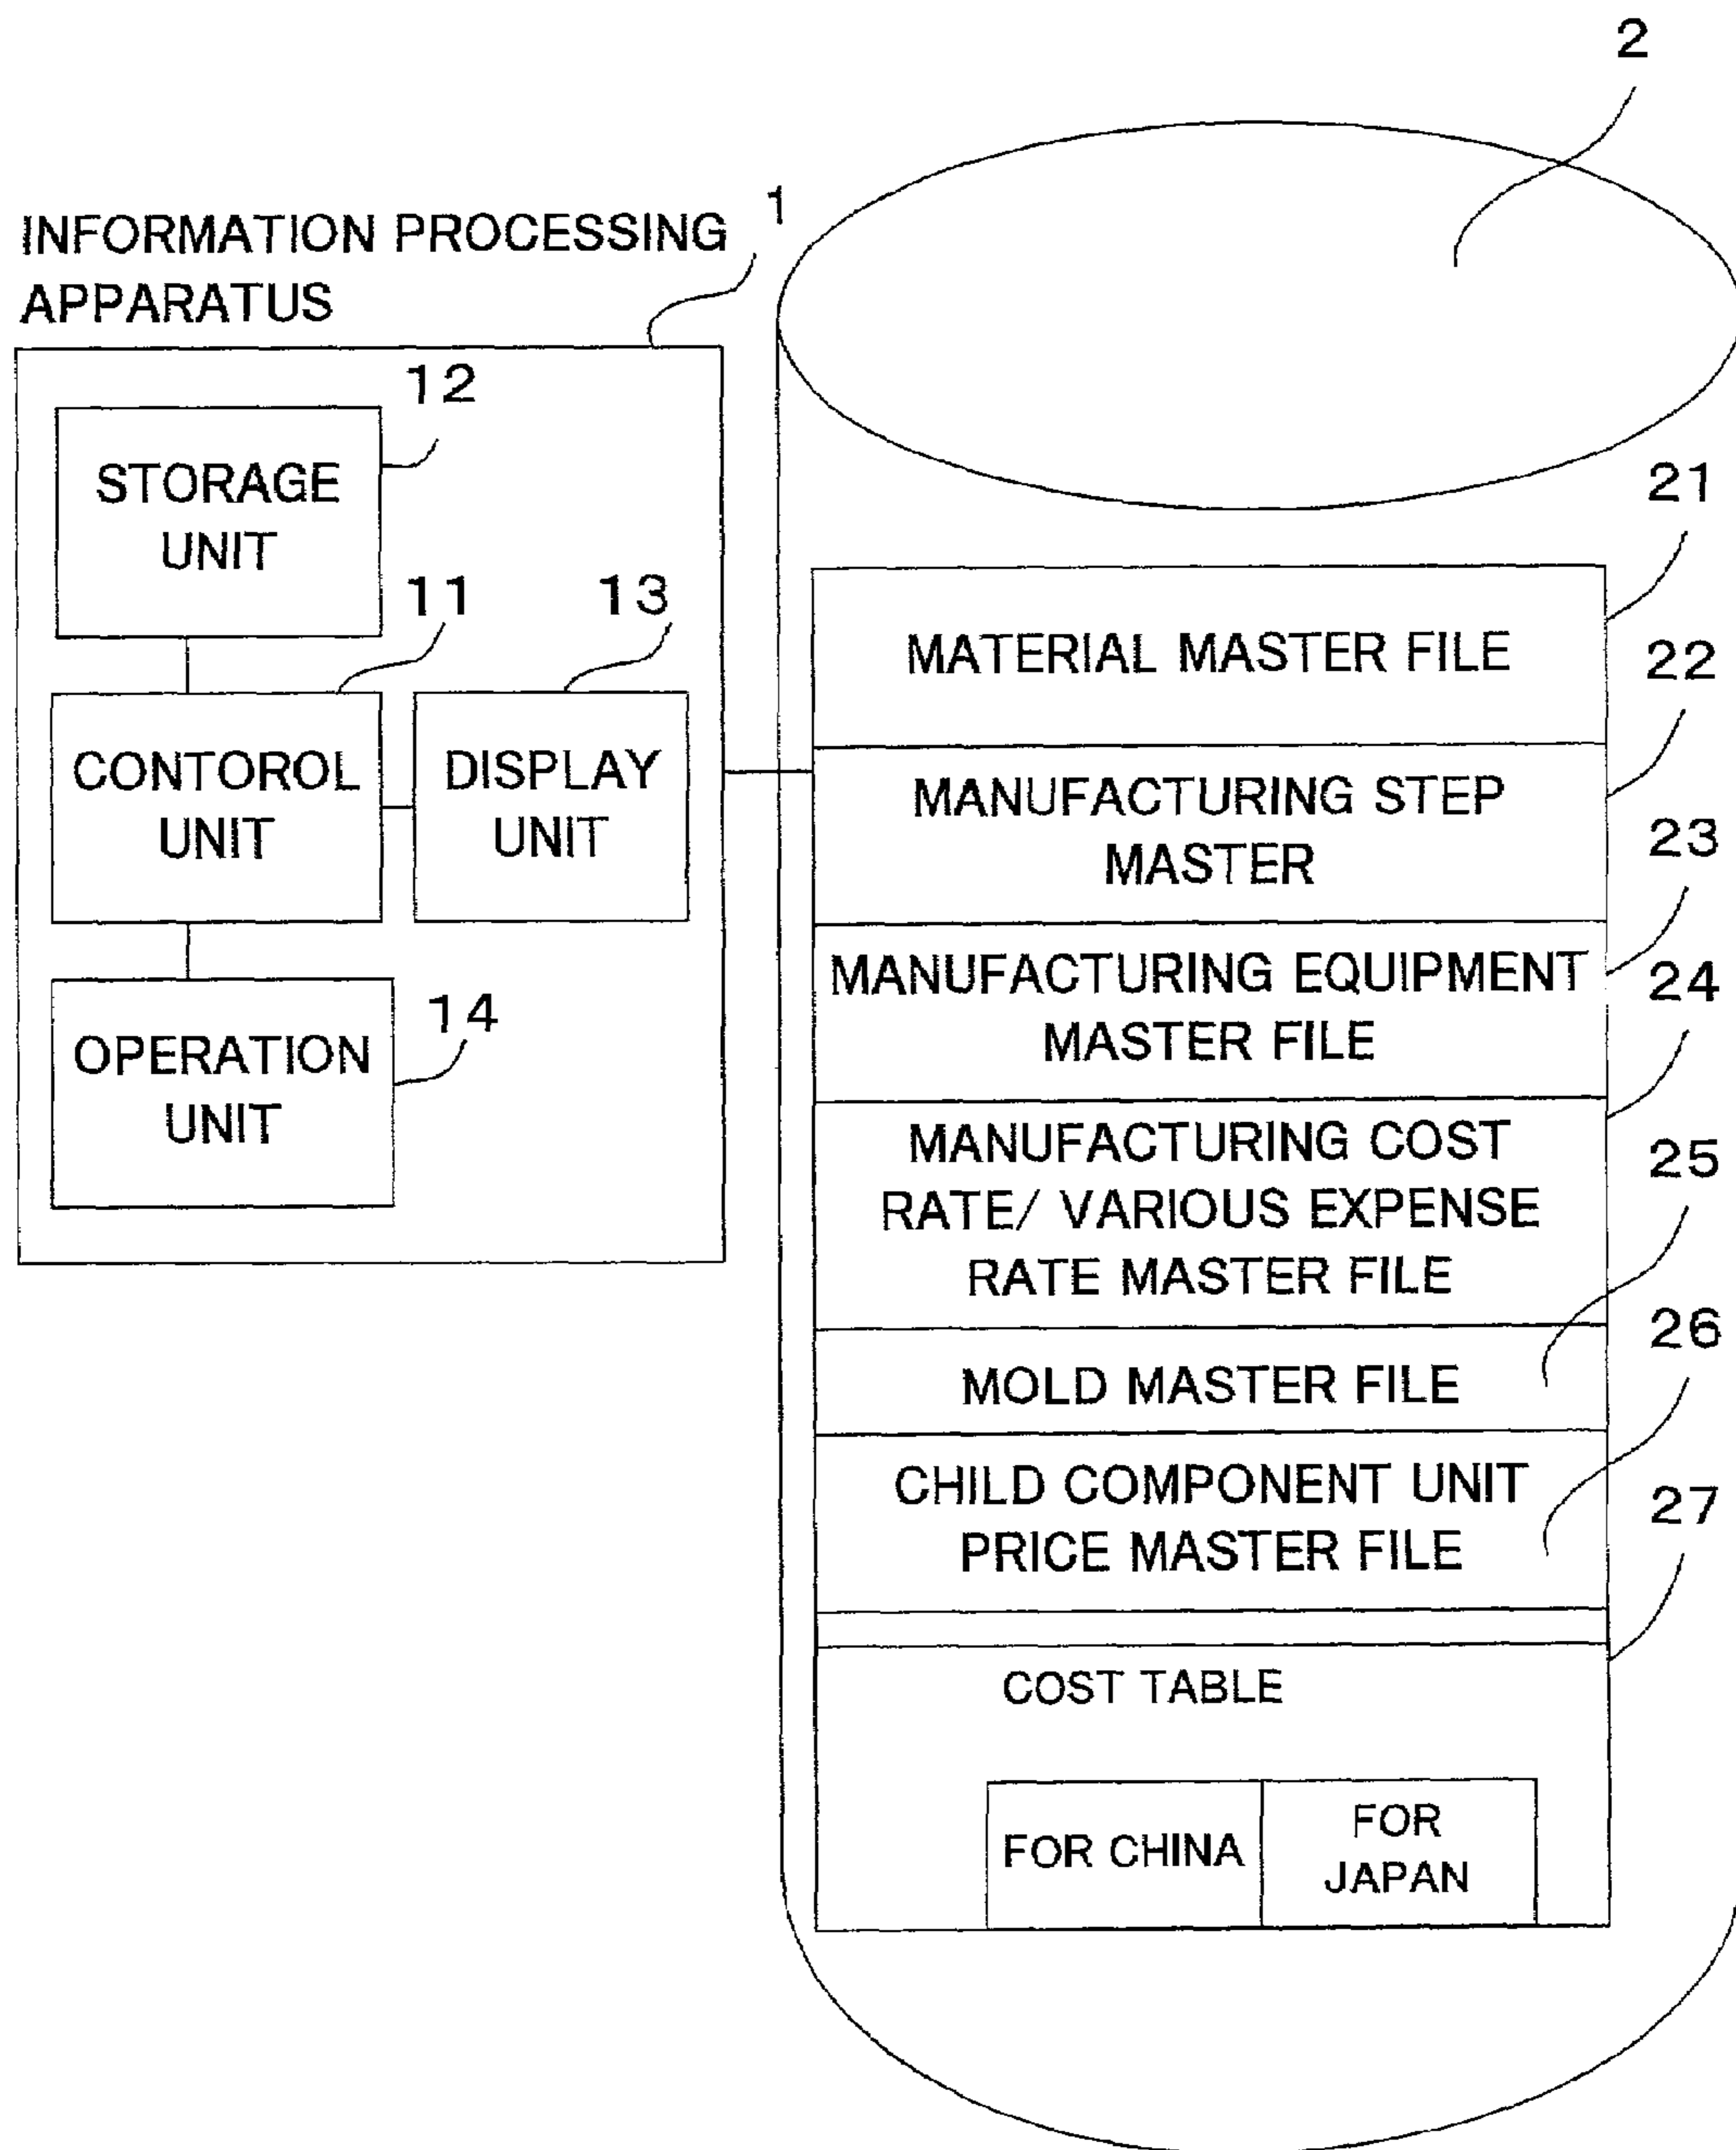 2
INFORMATION PROCESSING
APPARATUS
1
12
STORAGE
UNIT
11
13
CONTOROL
UNIT
DISPLAY
UNIT
OPERATION
UNIT
14
21
MATERIAL MASTER FILE
22
MANUFACTURING STEP
MASTER
23
MANUFACTURING EQUIPMENT
MASTER FILE
24
MANUFACTURING COST
RATE/ VARIOUS EXPENSE
RATE MASTER FILE
25
MOLD MASTER FILE
26
CHILD COMPONENT UNIT
PRICE MASTER FILE
27
COST TABLE
FOR CHINA
FOR
JAPAN